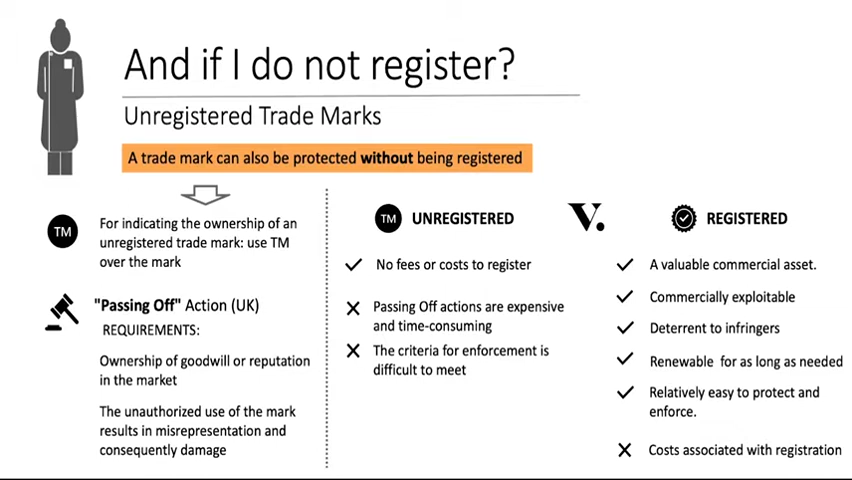 And if I do not register?
Unregistered Trade Marks
A trade mark can also be protected without being registered
TM
For indicating the ownership of an
unregistered trade mark: use TM
over the mark
"Passing Off" Action (UK)
REQUIREMENTS:
Ownership of goodwill or reputation
in the market
The unauthorized use of the mark
results in misrepresentation and
consequently damage
TM UNREGISTERED
No fees or costs to register
Passing Off actions are expensive
and time-consuming
The criteria for enforcement is
difficult to meet
V.
REGISTERED
A valuable commercial asset.
Commercially exploitable
Deterrent to infringers
Renewable for as long as needed
Relatively easy to protect and
enforce.
Costs associated with registration